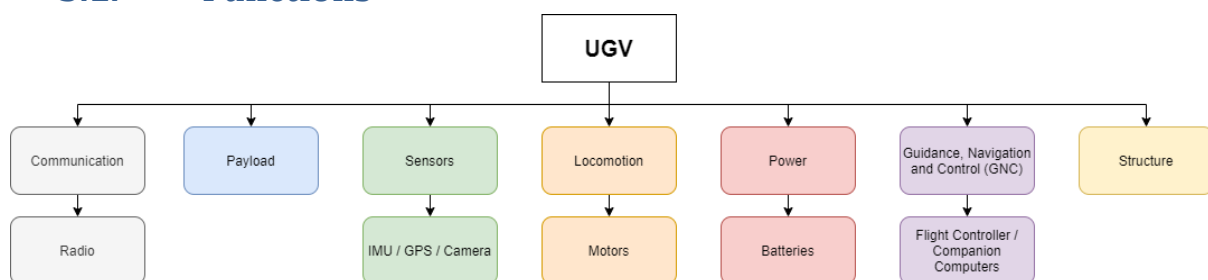 UGV
Communication
Payload
Sensors
Locomotion
Power
Guidance, Navigation
and Control (GNC)
Structure
Radio
IMU / GPS / Camera
Motors
Batteries
Flight Controller /
Companion
Computers